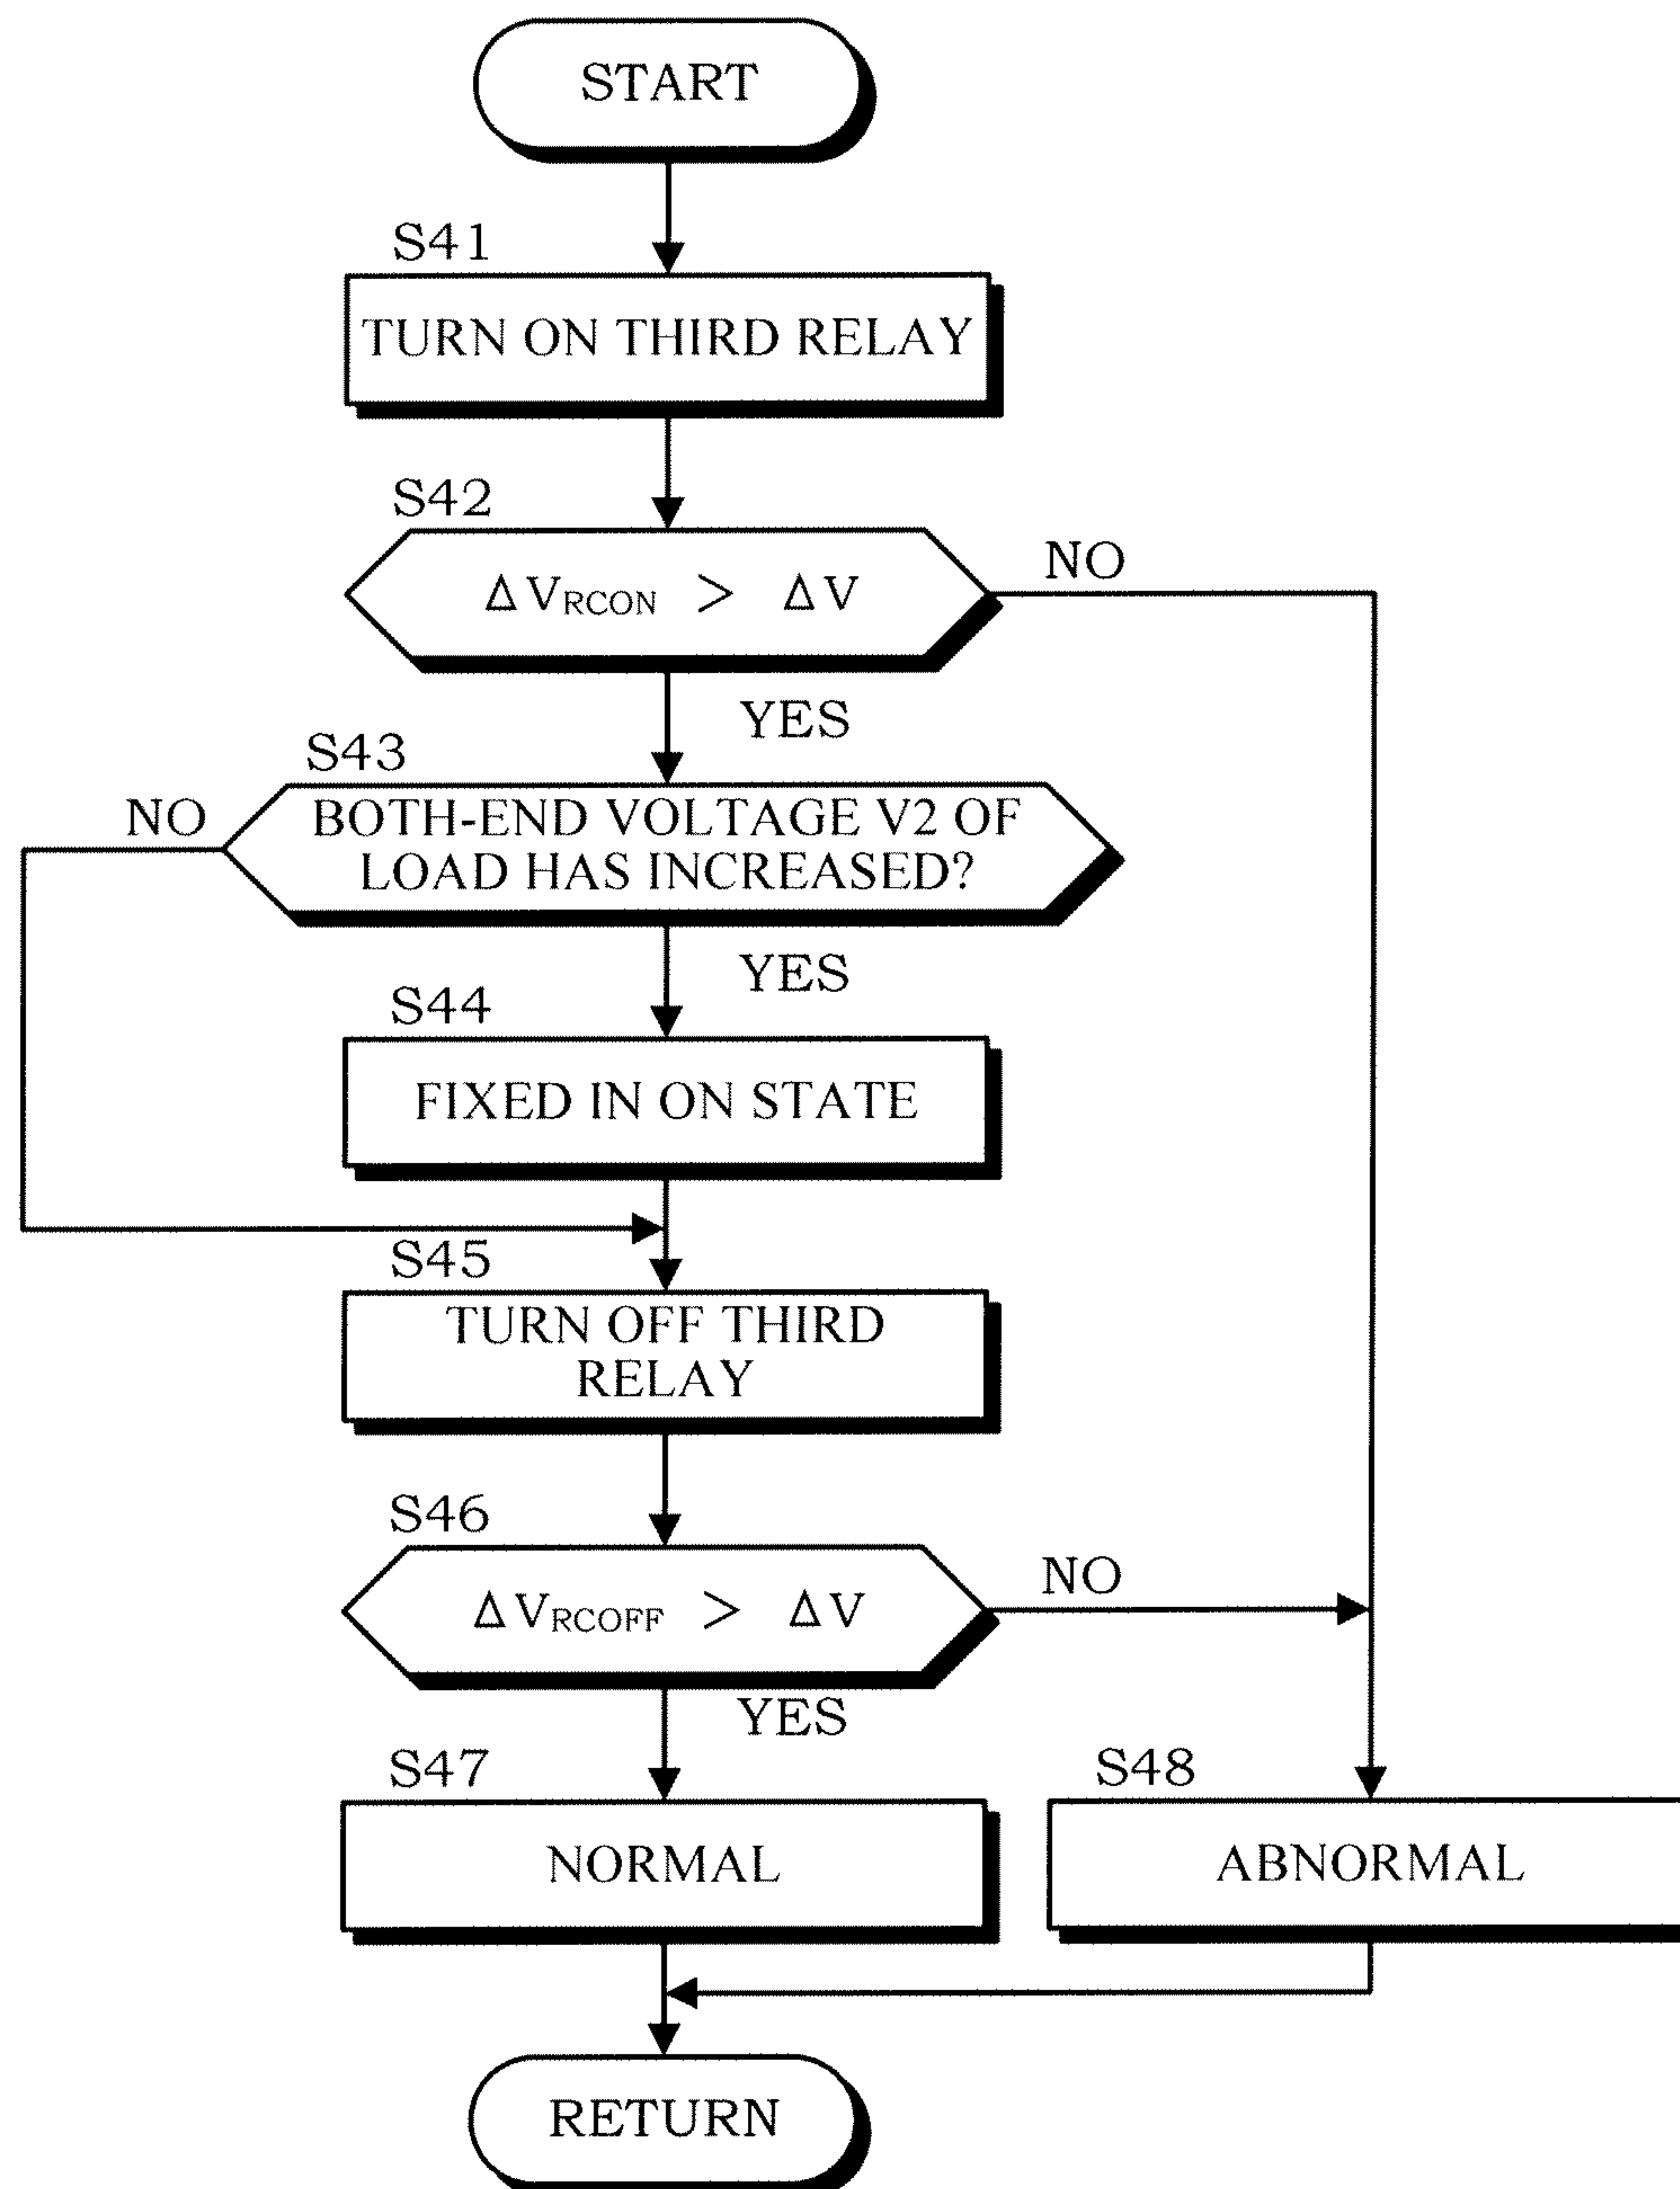 START
S41
TURN ON THIRD RELAY
S42
ΔVRCON > ΔV
NO
YES
S43
NO
BOTH-END VOLTAGE V2 OF
LOAD HAS INCREASED?
YES
S44
FIXED IN ON STATE
S45
TURN OFF THIRD
RELAY
S46
ΔVRCOFF > ΔV
NO
YES
S47
NORMAL
S48
ABNORMAL
RETURN